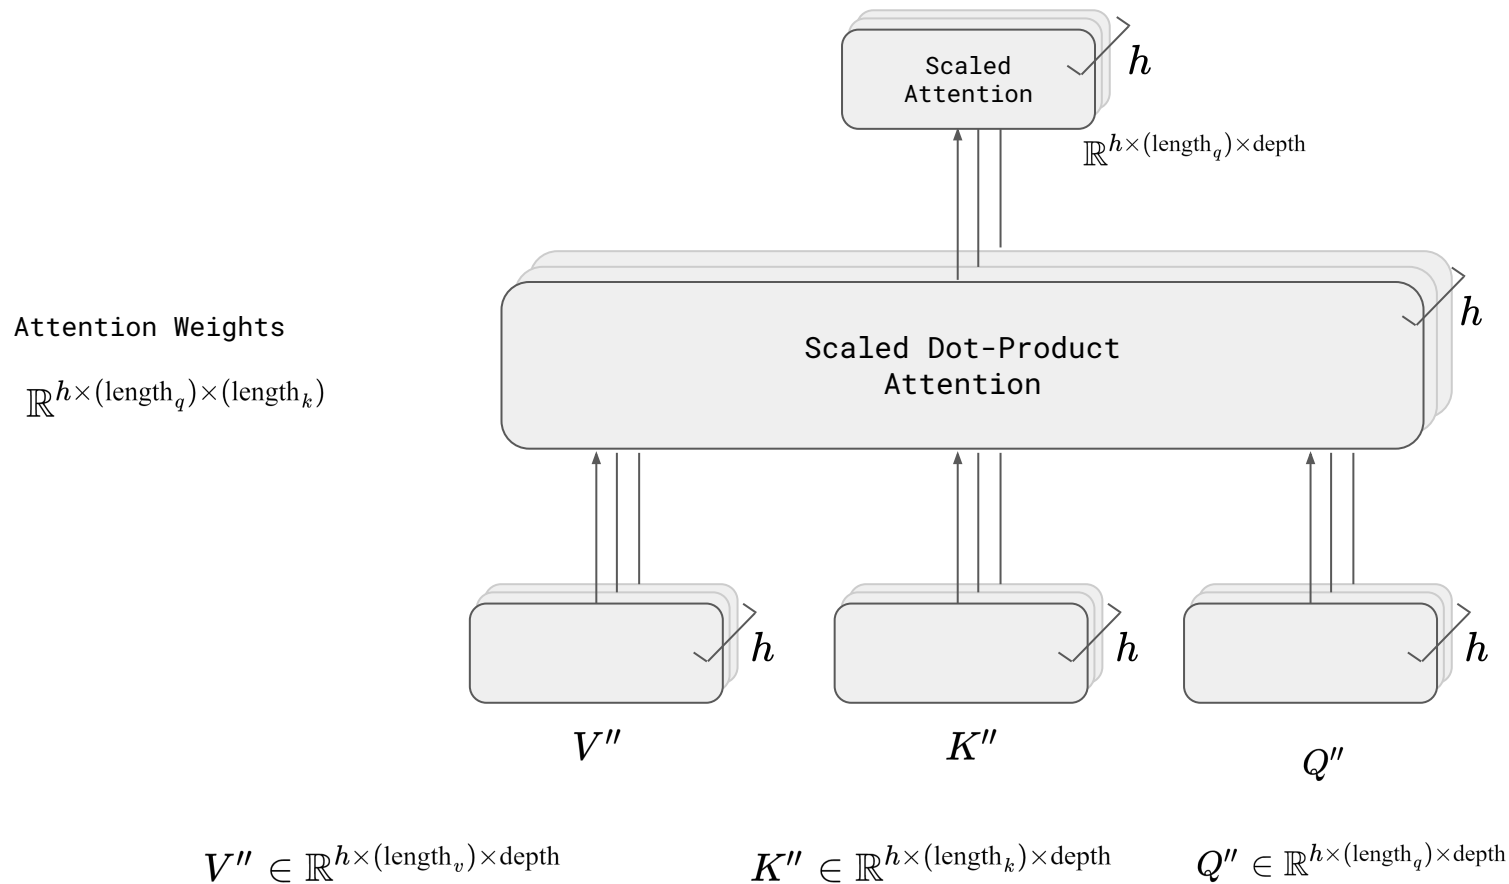 Scaled
Attention
h
ℝ^{h×(length_q)×depth}
h
Scaled Dot-Product
Attention
Attention Weights
ℝ^{h×(length_q)×(length_k)}
h
h
h
V″
K″
Q″
V″ ∈ ℝ^{h×(length_v)×depth}
K″ ∈ ℝ^{h×(length_k)×depth}
Q″ ∈ ℝ^{h×(length_q)×depth}